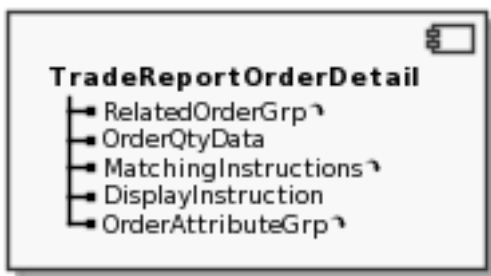 TradeReportOrderDetail
RelatedOrderGrp
OrderQtyData
MatchingInstructions
DisplayInstruction
OrderAttributeGrp